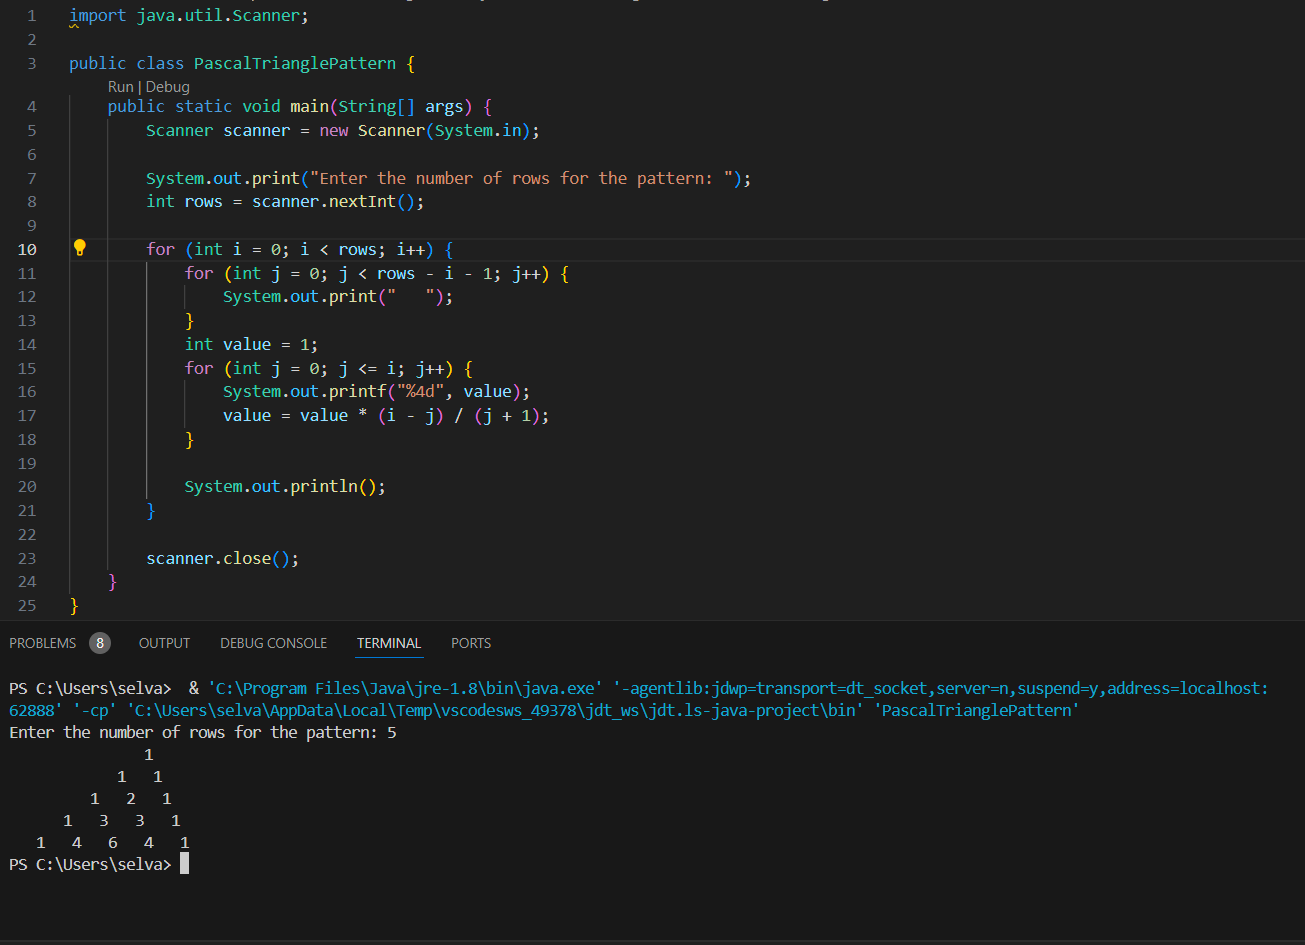 1 import java.util.Scanner;
2
3 public class PascalTrianglePattern {
Run | Debug
4     public static void main(String[] args) {
5         Scanner scanner = new Scanner(System.in);
6
7         System.out.print("Enter the number of rows for the pattern: ");
8         int rows = scanner.nextInt();
9
10         for (int i = 0; i < rows; i++) {
11             for (int j = 0; j < rows - i - 1; j++) {
12                 System.out.print("   ");
13             }
14             int value = 1;
15             for (int j = 0; j <= i; j++) {
16                 System.out.printf("%4d", value);
17                 value = value * (i - j) / (j + 1);
18             }
19
20             System.out.println();
21         }
22
23         scanner.close();
24     }
25 }
PROBLEMS 8 OUTPUT DEBUG CONSOLE TERMINAL PORTS
PS C:\Users\selva>  & 'C:\Program Files\Java\jre-1.8\bin\java.exe' '-agentlib:jdwp=transport=dt_socket,server=n,suspend=y,address=localhost:
62888' '-cp' 'C:\Users\selva\AppData\Local\Temp\vscodesws_49378\jdt_ws\jdt.ls-java-project\bin' 'PascalTrianglePattern'
Enter the number of rows for the pattern: 5
               1
            1   1
         1   2   1
      1   3   3   1
   1   4   6   4   1
PS C:\Users\selva>